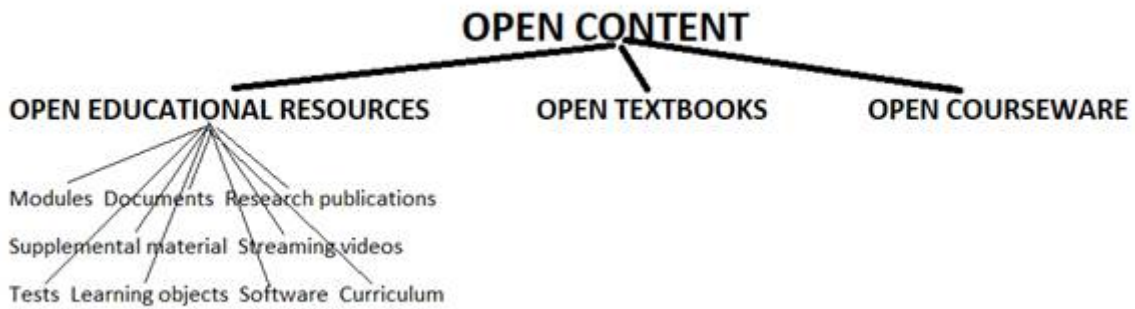 OPEN CONTENT
OPEN EDUCATIONAL RESOURCES OPEN TEXTBOOKS OPEN COURSEWARE
Modules Documents Research publications
Supplemental material Streaming videos
Tests Learning objects Software Curriculum